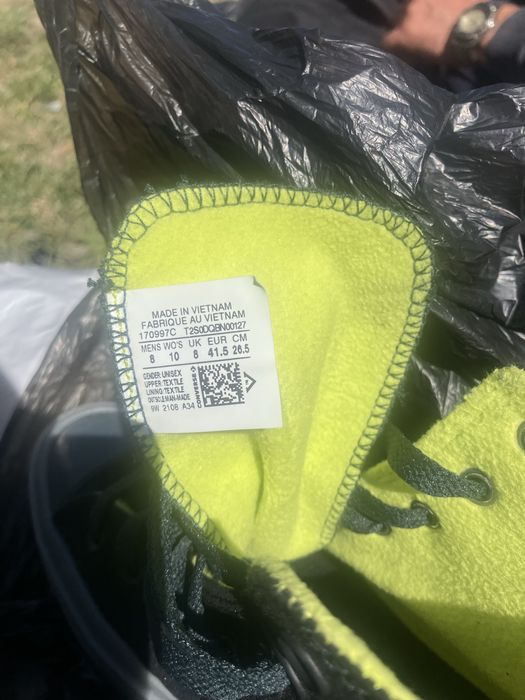 MADE IN VIETNAM
FABRIQUE AU VIETNAM
170997C T2S0DQBN00127
MENS WO'S UK EUR CM
8 10 8 41.5 26.5
GENDER: UNISEX
UPPER: TEXTILE
LINING: TEXTILE
OUTSOLE: MAN-MADE
9W 2108 A34
CONVERSE